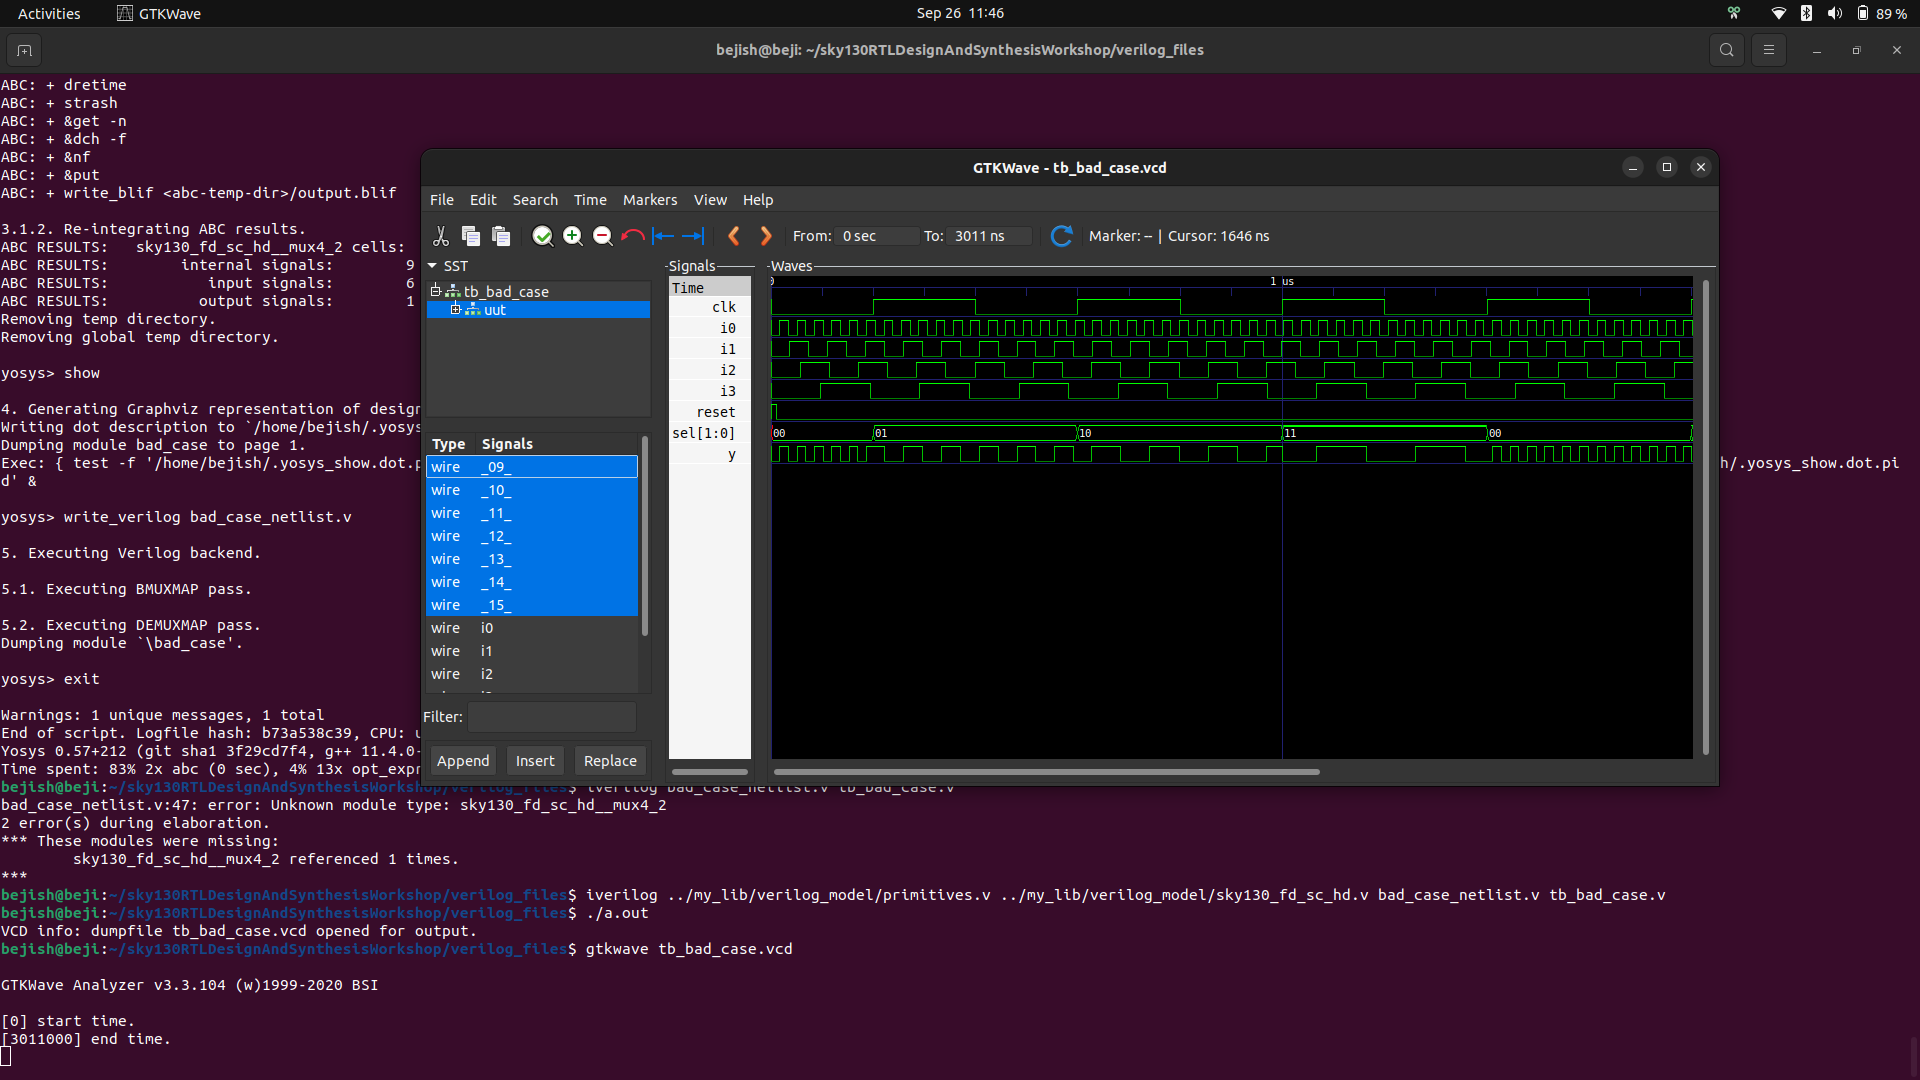 Activities GTKWave Sep 26 11:46 89 %
bejish@beji: ~/sky130RTLDesignAndSynthesisWorkshop/verilog_files
ABC: + dretime
ABC: + strash
ABC: + &get -n
ABC: + &dch -f
ABC: + &nf
ABC: + &put
ABC: + write_blif <abc-temp-dir>/output.blif
3.1.2. Re-integrating ABC results.
ABC RESULTS:   sky130_fd_sc_hd__mux4_2 cells:
ABC RESULTS:        internal signals:        9
ABC RESULTS:           input signals:        6
ABC RESULTS:          output signals:        1
Removing temp directory.
Removing global temp directory.
yosys> show
4. Generating Graphviz representation of design
Writing dot description to `/home/bejish/.yosys
Dumping module bad_case to page 1.
Exec: { test -f '/home/bejish/.yosys_show.dot.p
h/.yosys_show.dot.pi
d' &
yosys> write_verilog bad_case_netlist.v
5. Executing Verilog backend.
5.1. Executing BMUXMAP pass.
5.2. Executing DEMUXMAP pass.
Dumping module `\bad_case'.
yosys> exit
Warnings: 1 unique messages, 1 total
End of script. Logfile hash: b73a538c39, CPU:
Yosys 0.57+212 (git sha1 3f29cd7f4, g++ 11.4.0-
Time spent: 83% 2x abc (0 sec), 4% 13x opt_expr
bejish@beji:~/sky130RTLDesignAndSynthesisWorkshop/verilog_files$ iverilog bad_case_netlist.v tb_bad_case.v
bad_case_netlist.v:47: error: Unknown module type: sky130_fd_sc_hd__mux4_2
2 error(s) during elaboration.
*** These modules were missing:
        sky130_fd_sc_hd__mux4_2 referenced 1 times.
***
bejish@beji:~/sky130RTLDesignAndSynthesisWorkshop/verilog_files$ iverilog ../my_lib/verilog_model/primitives.v ../my_lib/verilog_model/sky130_fd_sc_hd.v bad_case_netlist.v tb_bad_case.v
bejish@beji:~/sky130RTLDesignAndSynthesisWorkshop/verilog_files$ ./a.out
VCD info: dumpfile tb_bad_case.vcd opened for output.
bejish@beji:~/sky130RTLDesignAndSynthesisWorkshop/verilog_files$ gtkwave tb_bad_case.vcd
GTKWave Analyzer v3.3.104 (w)1999-2020 BSI
[0] start time.
[3011000] end time.
GTKWave - tb_bad_case.vcd
File Edit Search Time Markers View Help
From: 0 sec To: 3011 ns Marker: -- | Cursor: 1646 ns
SST
tb_bad_case
uut
Type Signals
wire _09_
wire _10_
wire _11_
wire _12_
wire _13_
wire _14_
wire _15_
wire i0
wire i1
wire i2
Filter:
Append Insert Replace
Signals
Time
clk
i0
i1
i2
i3
reset
sel[1:0]
y
Waves
0 1 us
00 01 10 11 00